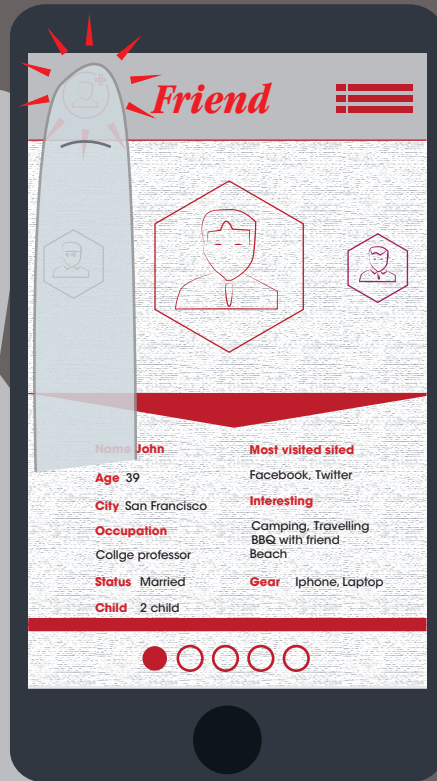 Friend
Name John
Age 39
City San Francisco
Occupation
Collge professor
Status Married
Child 2 child
Most visited sited
Facebook, Twitter
Interesting
Camping, Travelling
BBQ with friend
Beach
Gear Iphone, Laptop